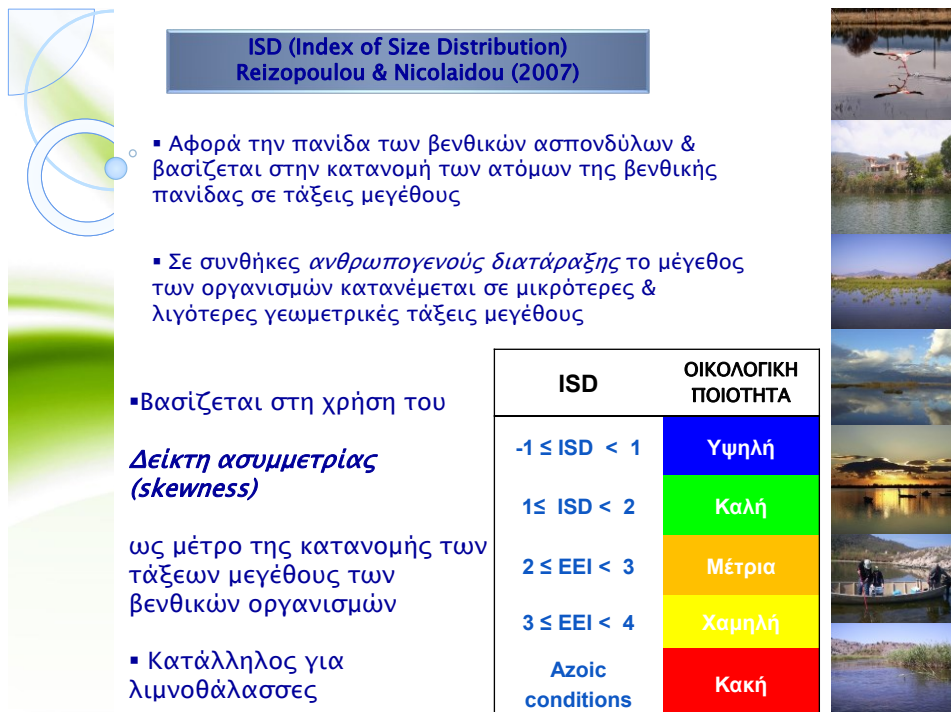 ISD (Index of Size Distribution)
Reizopoulou & Nicolaidou (2007)
▪ Αφορά την πανίδα των βενθικών ασπονδύλων &
βασίζεται στην κατανομή των ατόμων της βενθικής
πανίδας σε τάξεις μεγέθους
▪ Σε συνθήκες ανθρωπογενούς διατάραξης το μέγεθος
των οργανισμών κατανέμεται σε μικρότερες &
λιγότερες γεωμετρικές τάξεις μεγέθους
▪Βασίζεται στη χρήση του
Δείκτη ασυμμετρίας
(skewness)
ως μέτρο της κατανομής των
τάξεων μεγέθους των
βενθικών οργανισμών
▪ Κατάλληλος για
λιμνοθάλασσες
ISD
ΟΙΚΟΛΟΓΙΚΗ
ΠΟΙΟΤΗΤΑ
-1 ≤ ISD < 1
Υψηλή
1≤ ISD < 2
Καλή
2 ≤ EEI < 3
Μέτρια
3 ≤ EEI < 4
Χαμηλή
Azoic
conditions
Κακή